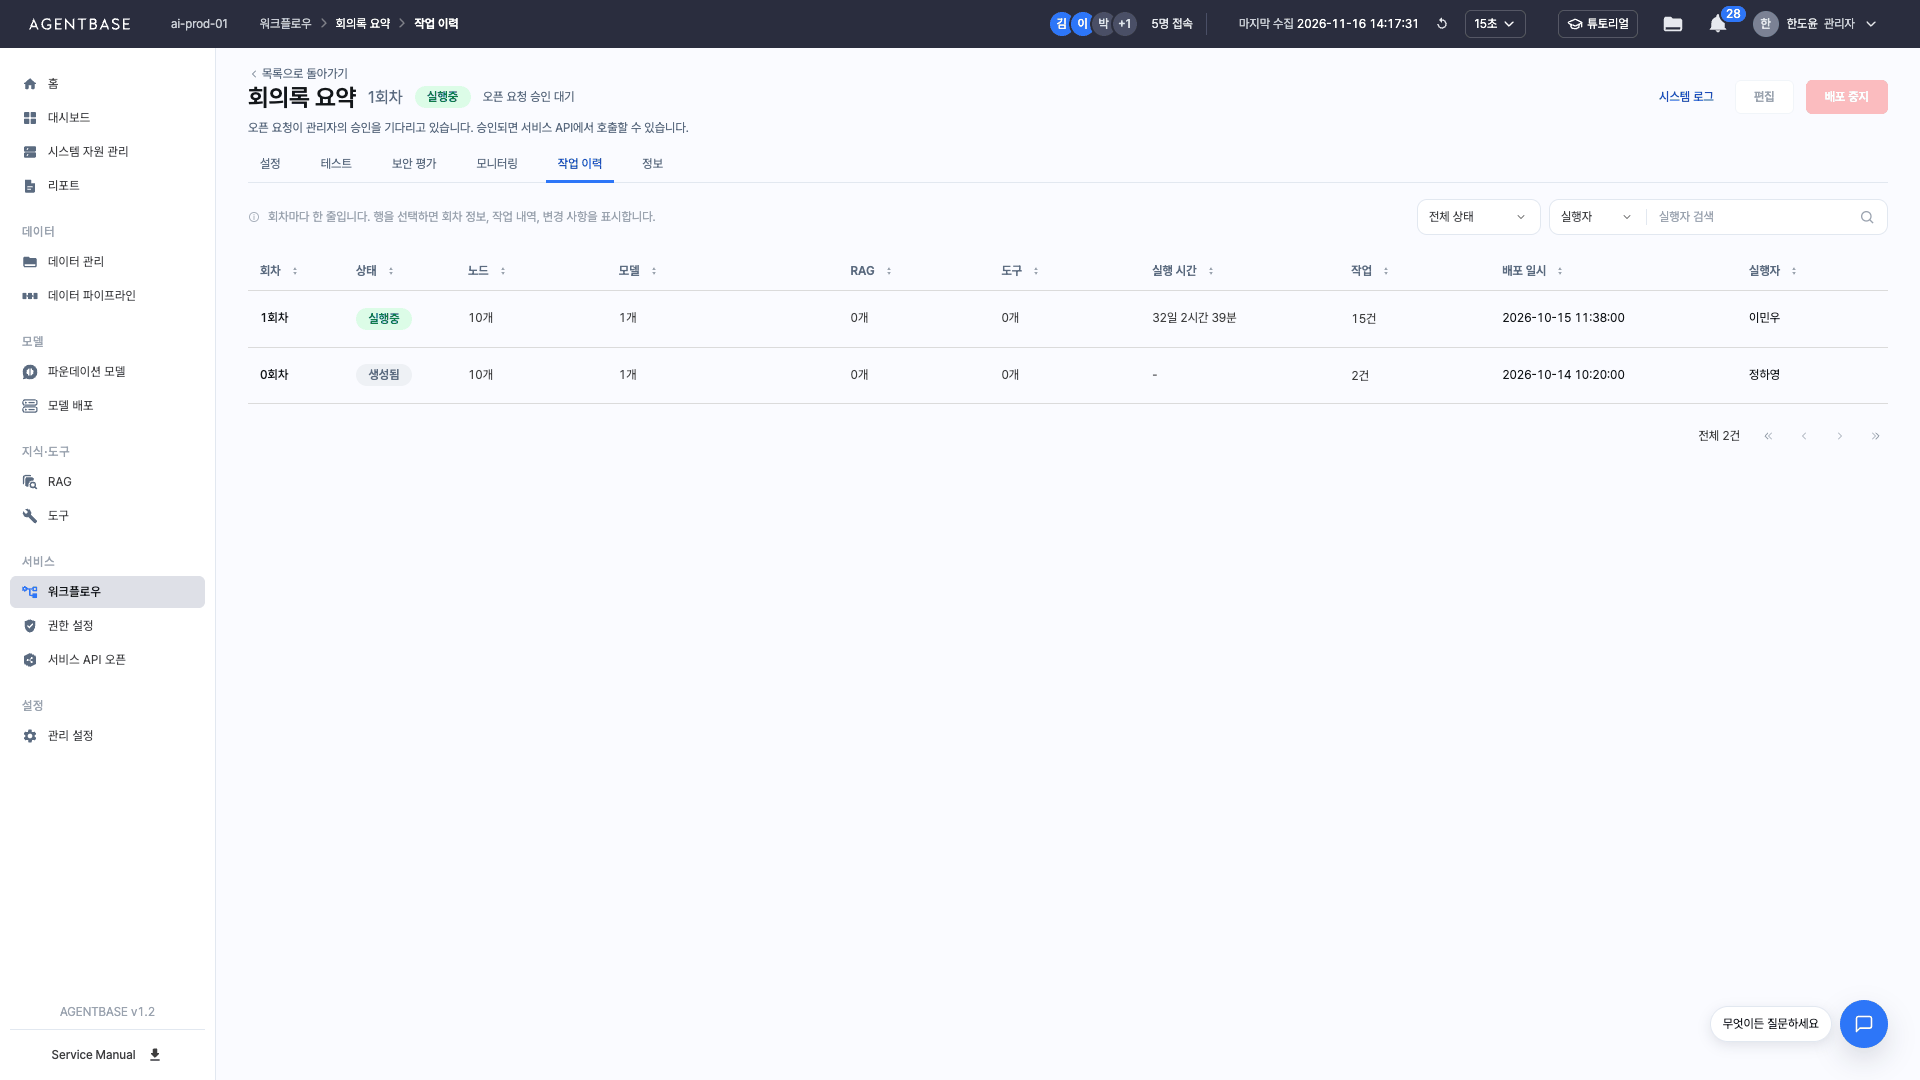 AGENTBASE
ai-prod-01
워크플로우 > 회의록 요약 > 작업 이력
김 이 박 +1 5명 접속
마지막 수집 2026-11-16 14:17:31
15초
튜토리얼
28
한 한도윤 관리자
홈
대시보드
시스템 자원 관리
리포트
데이터
데이터 관리
데이터 파이프라인
모델
파운데이션 모델
모델 배포
지식·도구
RAG
도구
서비스
워크플로우
권한 설정
서비스 API 오픈
설정
관리 설정
AGENTBASE v1.2
Service Manual
목록으로 돌아가기
회의록 요약 1회차 실행중 오픈 요청 승인 대기
시스템 로그 편집 배포 중지
오픈 요청이 관리자의 승인을 기다리고 있습니다. 승인되면 서비스 API에서 호출할 수 있습니다.
설정 테스트 보안 평가 모니터링 작업 이력 정보
회차마다 한 줄입니다. 행을 선택하면 회차 정보, 작업 내역, 변경 사항을 표시합니다.
전체 상태 실행자 실행자 검색
회차 상태 노드 모델 RAG 도구 실행 시간 작업 배포 일시 실행자
1회차 실행중 10개 1개 0개 0개 32일 2시간 39분 15건 2026-10-15 11:38:00 이민우
0회차 생성됨 10개 1개 0개 0개 - 2건 2026-10-14 10:20:00 정하영
전체 2건
무엇이든 질문하세요